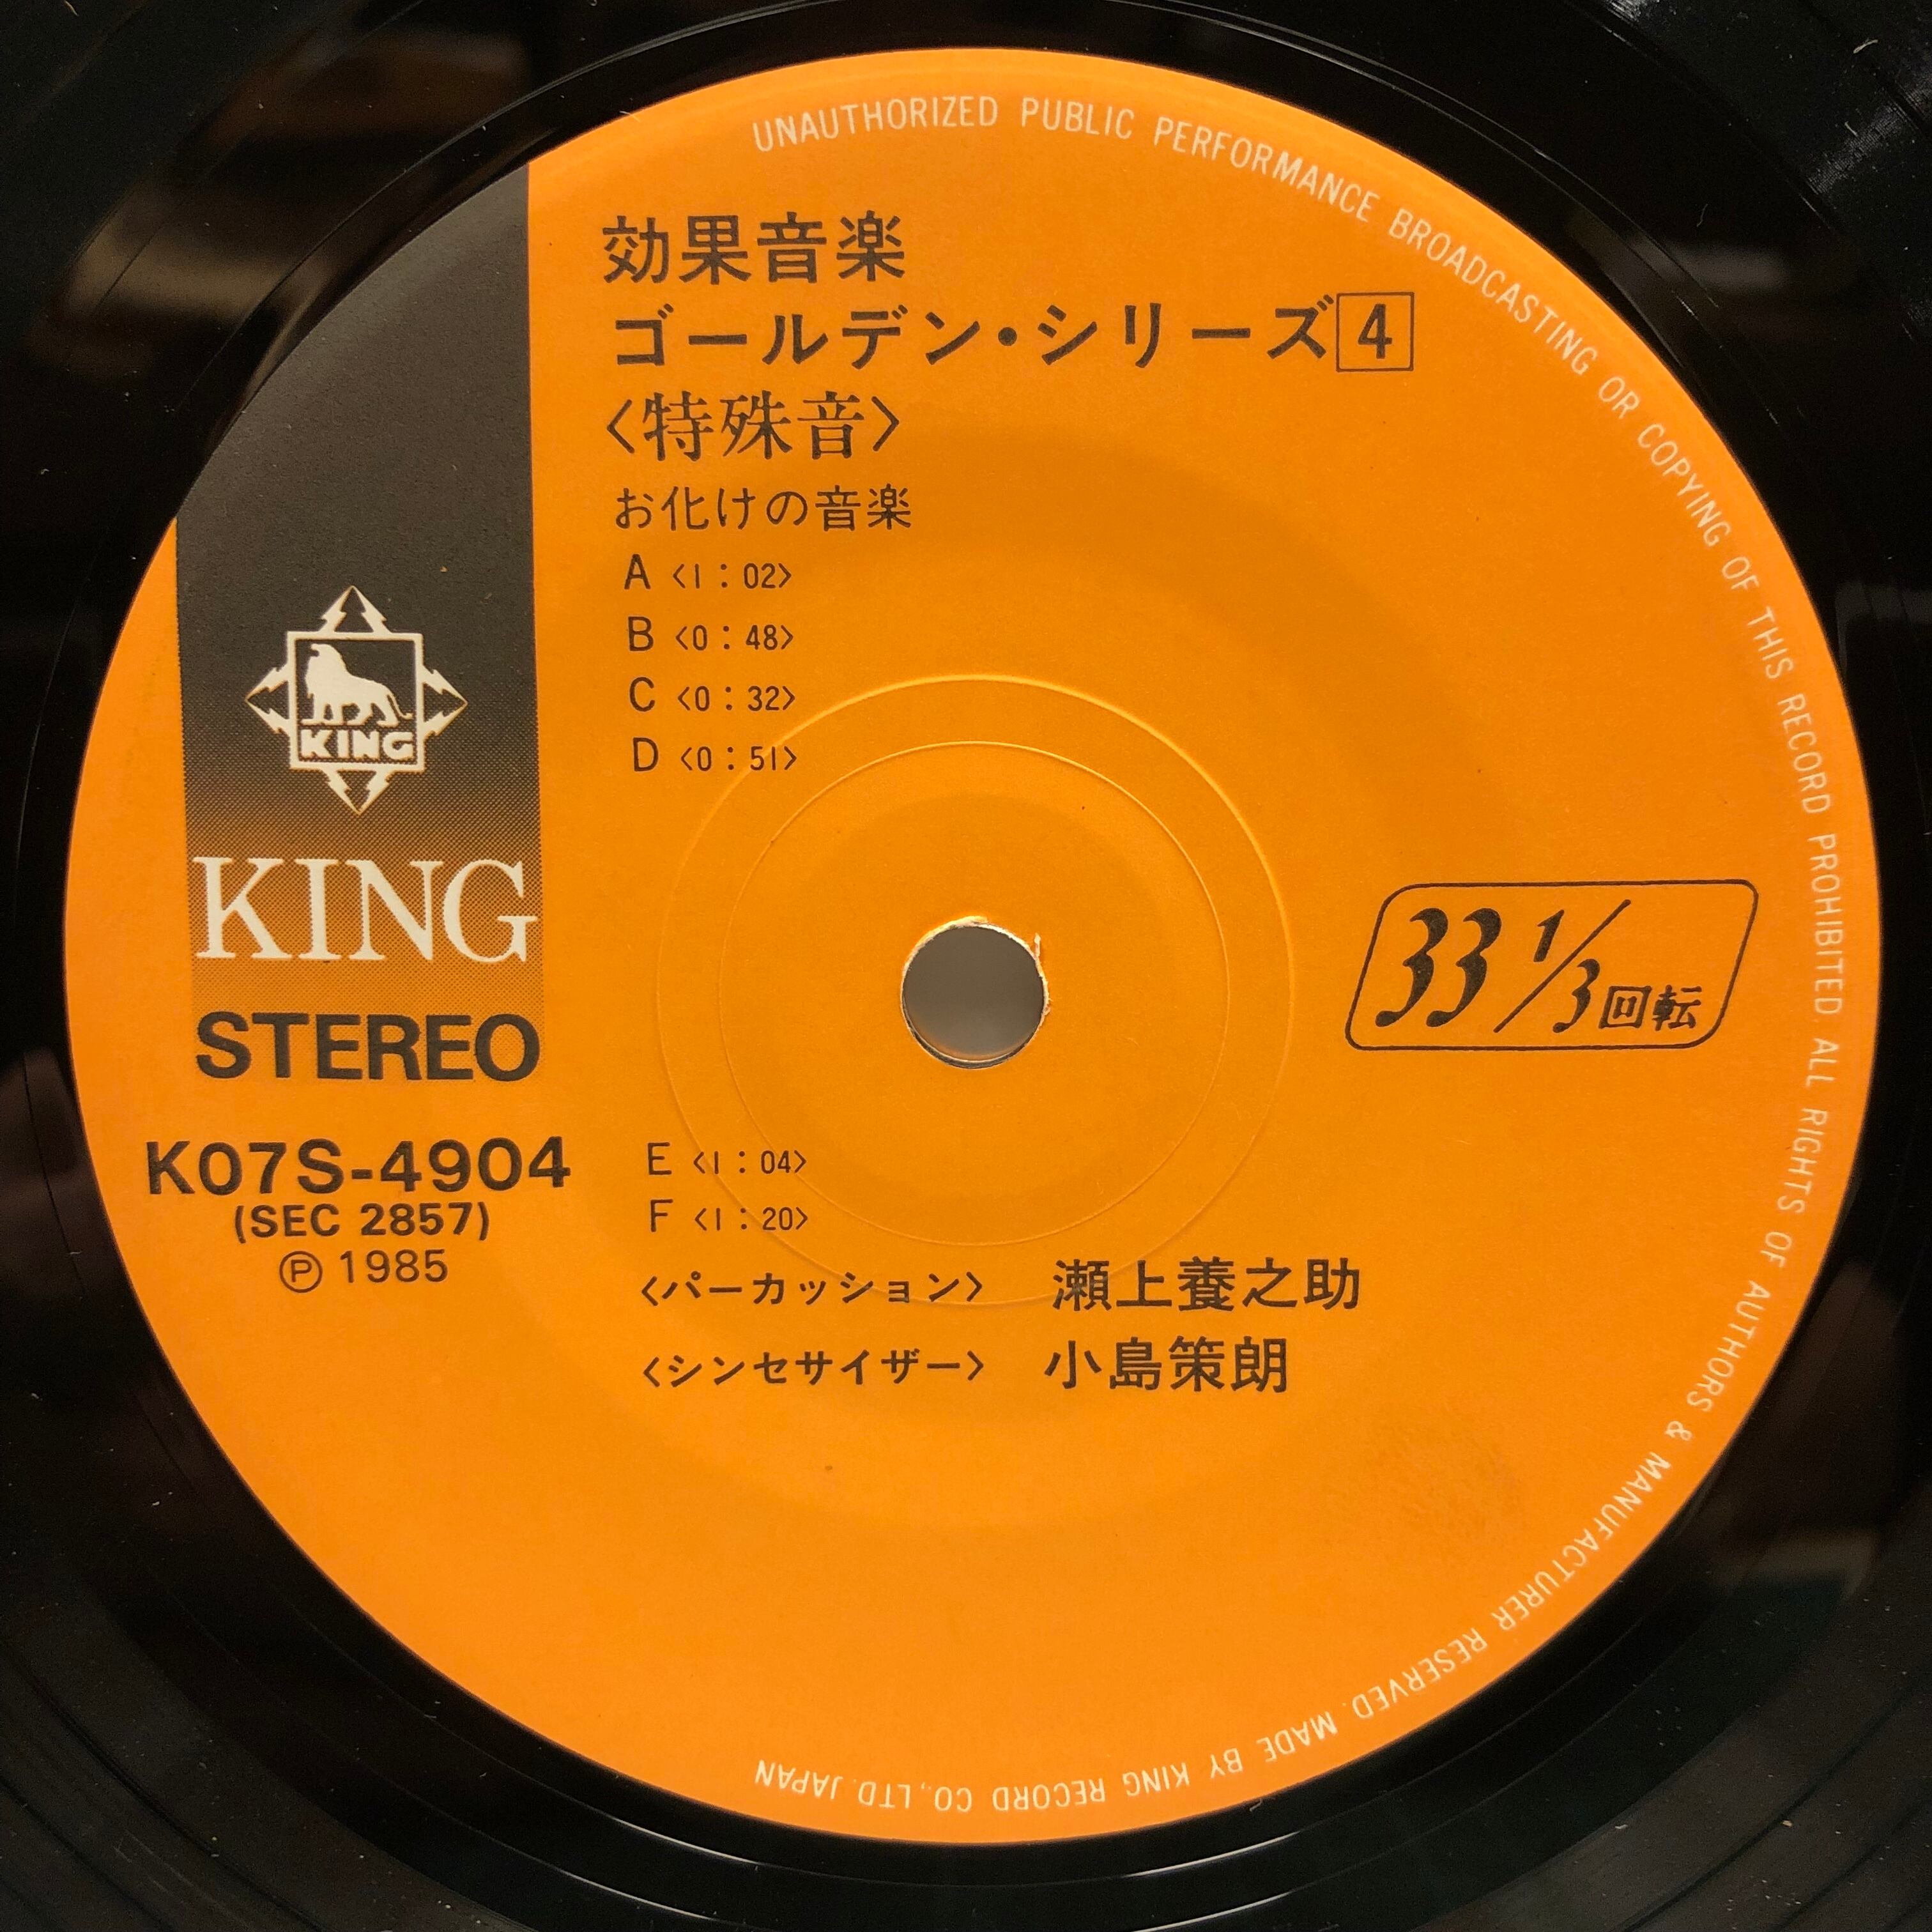 効果音楽
ゴールデン・シリーズ4
〈特殊音〉
お化けの音楽
A 〈1：02〉
B 〈0：48〉
C 〈0：32〉
D 〈0：51〉
KING
KING
STEREO
K07S-4904
(SEC 2857)
Ⓟ 1985
33 1/3回転
E 〈1：04〉
F 〈1：20〉
〈パーカッション〉 瀬上養之助
〈シンセサイザー〉 小島策朗
UNAUTHORIZED PUBLIC PERFORMANCE BROADCASTING OR COPYING OF THIS RECORD PROHIBITED. ALL RIGHTS OF AUTHORS & MANUFACTURER RESERVED. MADE BY KING RECORD CO., LTD. JAPAN